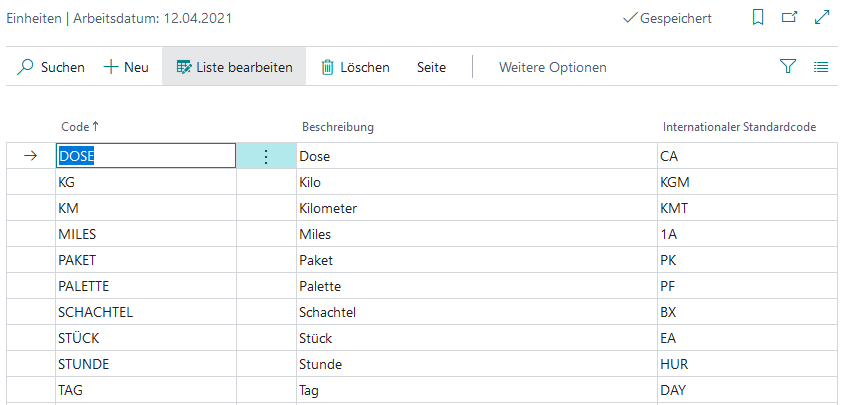 Einheiten | Arbeitsdatum: 12.04.2021 Gespeichert
Suchen Neu Liste bearbeiten Löschen Seite Weitere Optionen
Code ↑ Beschreibung Internationaler Standardcode
DOSE Dose CA
KG Kilo KGM
KM Kilometer KMT
MILES Miles 1A
PAKET Paket PK
PALETTE Palette PF
SCHACHTEL Schachtel BX
STÜCK Stück EA
STUNDE Stunde HUR
TAG Tag DAY